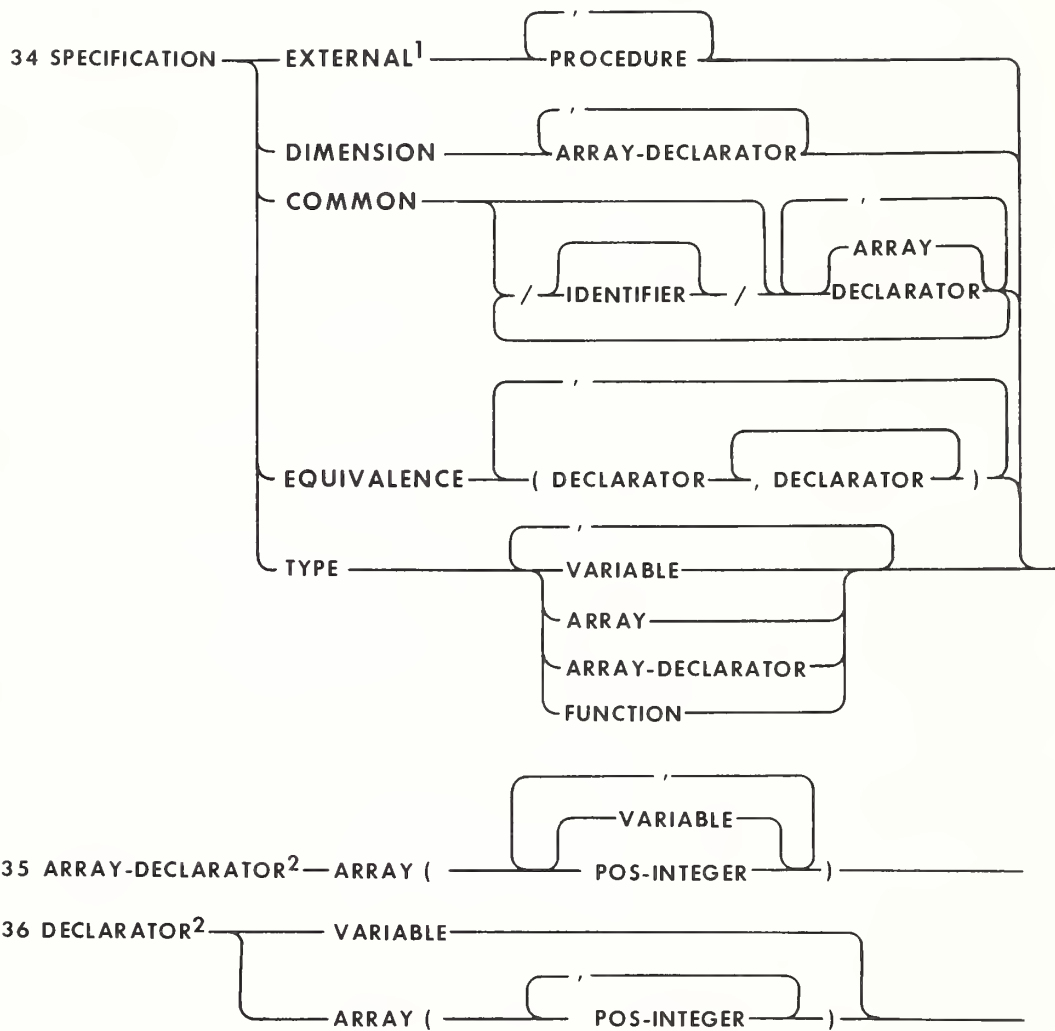 ,
34 SPECIFICATION EXTERNAL1 PROCEDURE
,
DIMENSION ARRAY-DECLARATOR
COMMON ,
ARRAY
/ IDENTIFIER / DECLARATOR
,
EQUIVALENCE ( DECLARATOR , DECLARATOR )
,
TYPE VARIABLE
ARRAY
ARRAY-DECLARATOR
FUNCTION
,
VARIABLE
35 ARRAY-DECLARATOR2 ARRAY ( POS-INTEGER )
36 DECLARATOR2 VARIABLE
,
ARRAY ( POS-INTEGER )